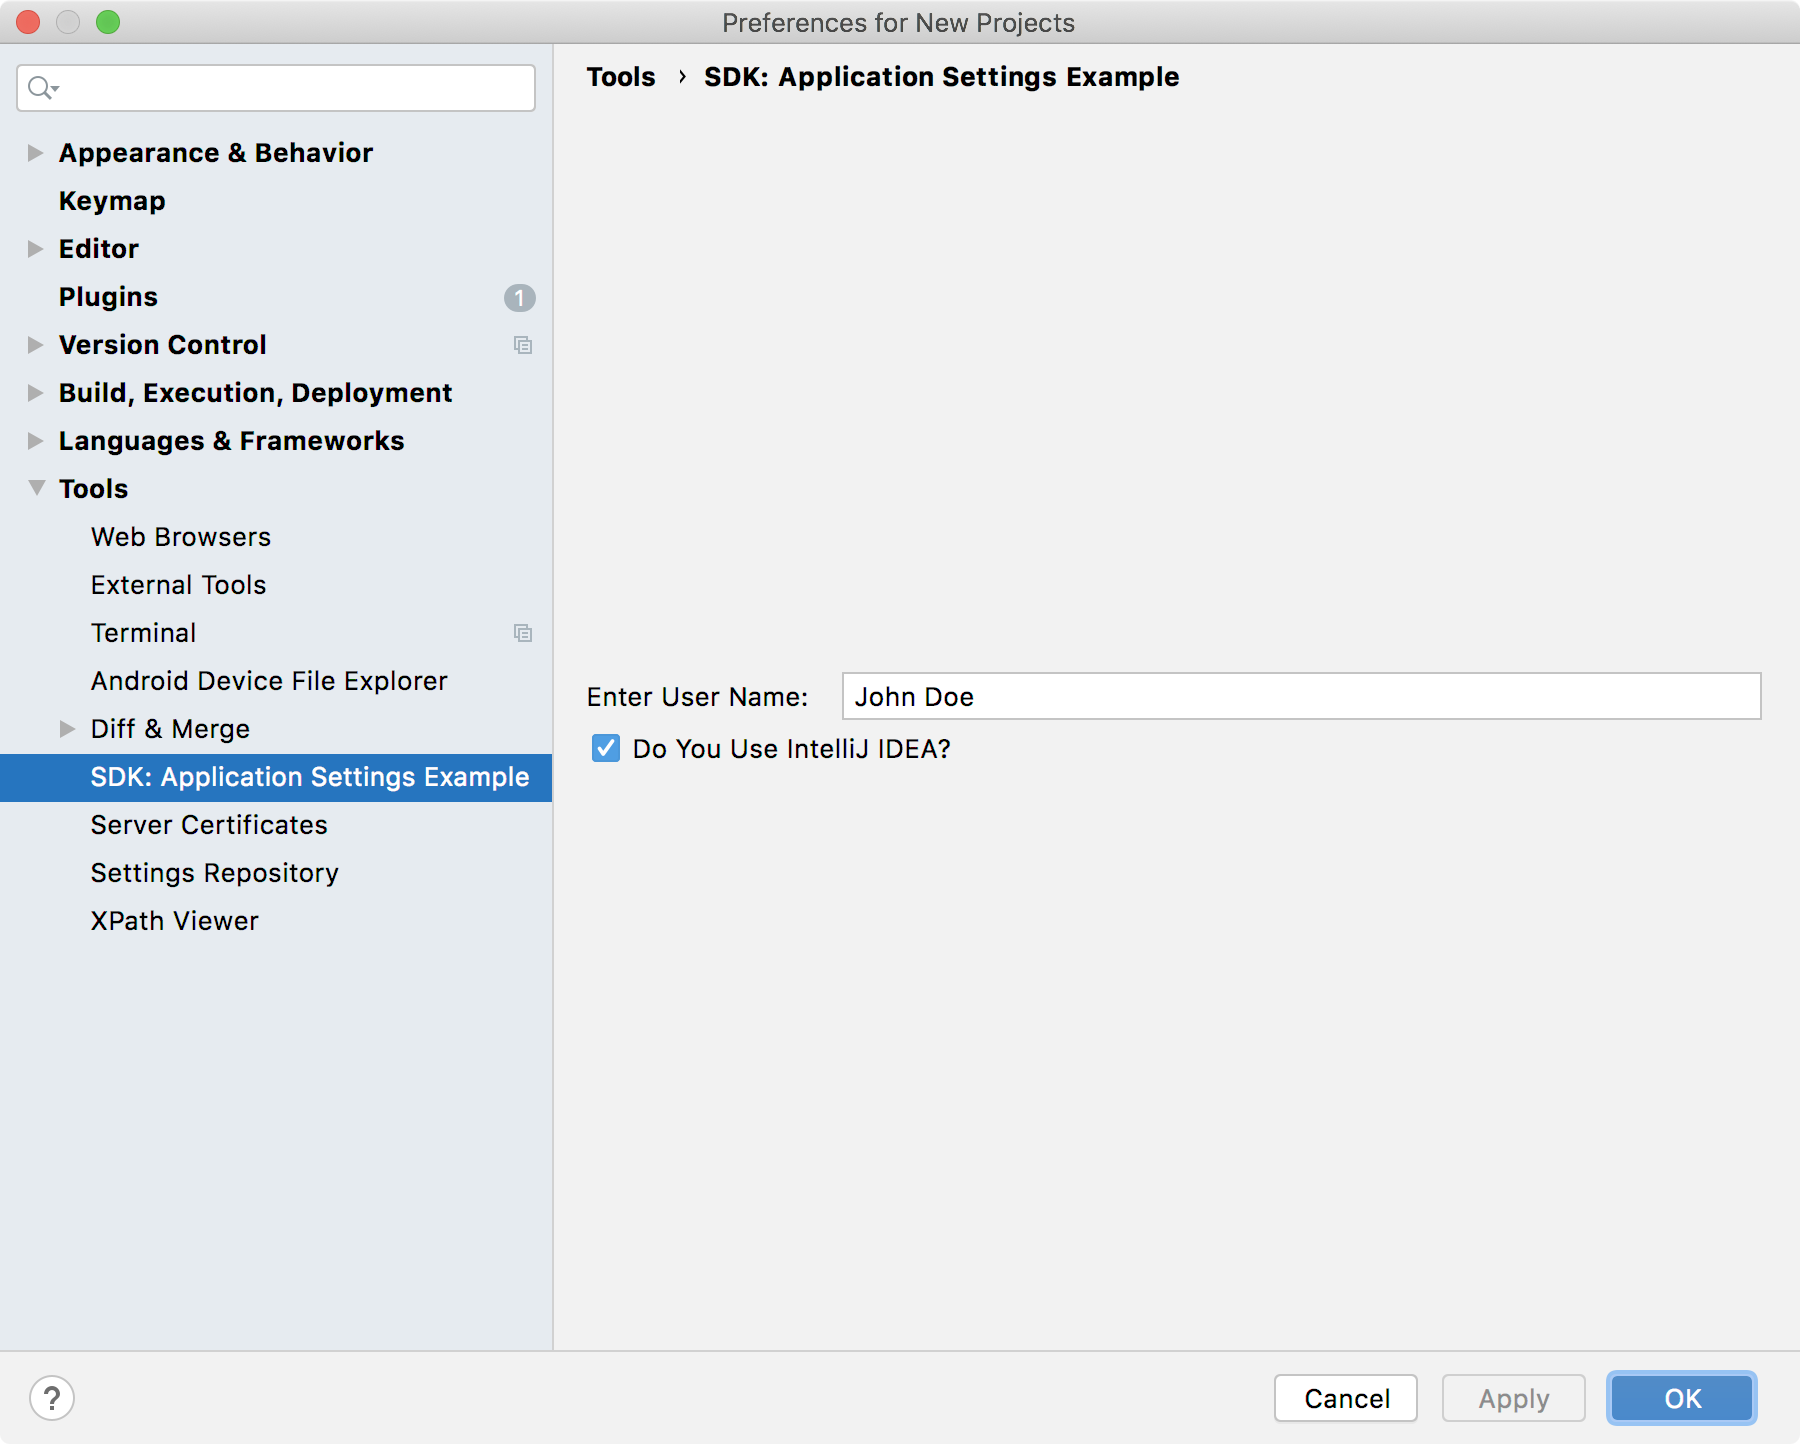 Preferences for New Projects
Tools › SDK: Application Settings Example
Appearance & Behavior
Keymap
Editor
Plugins 1
Version Control
Build, Execution, Deployment
Languages & Frameworks
Tools
Web Browsers
External Tools
Terminal
Android Device File Explorer
Diff & Merge
SDK: Application Settings Example
Server Certificates
Settings Repository
XPath Viewer
Enter User Name: John Doe
Do You Use IntelliJ IDEA?
? Cancel Apply OK